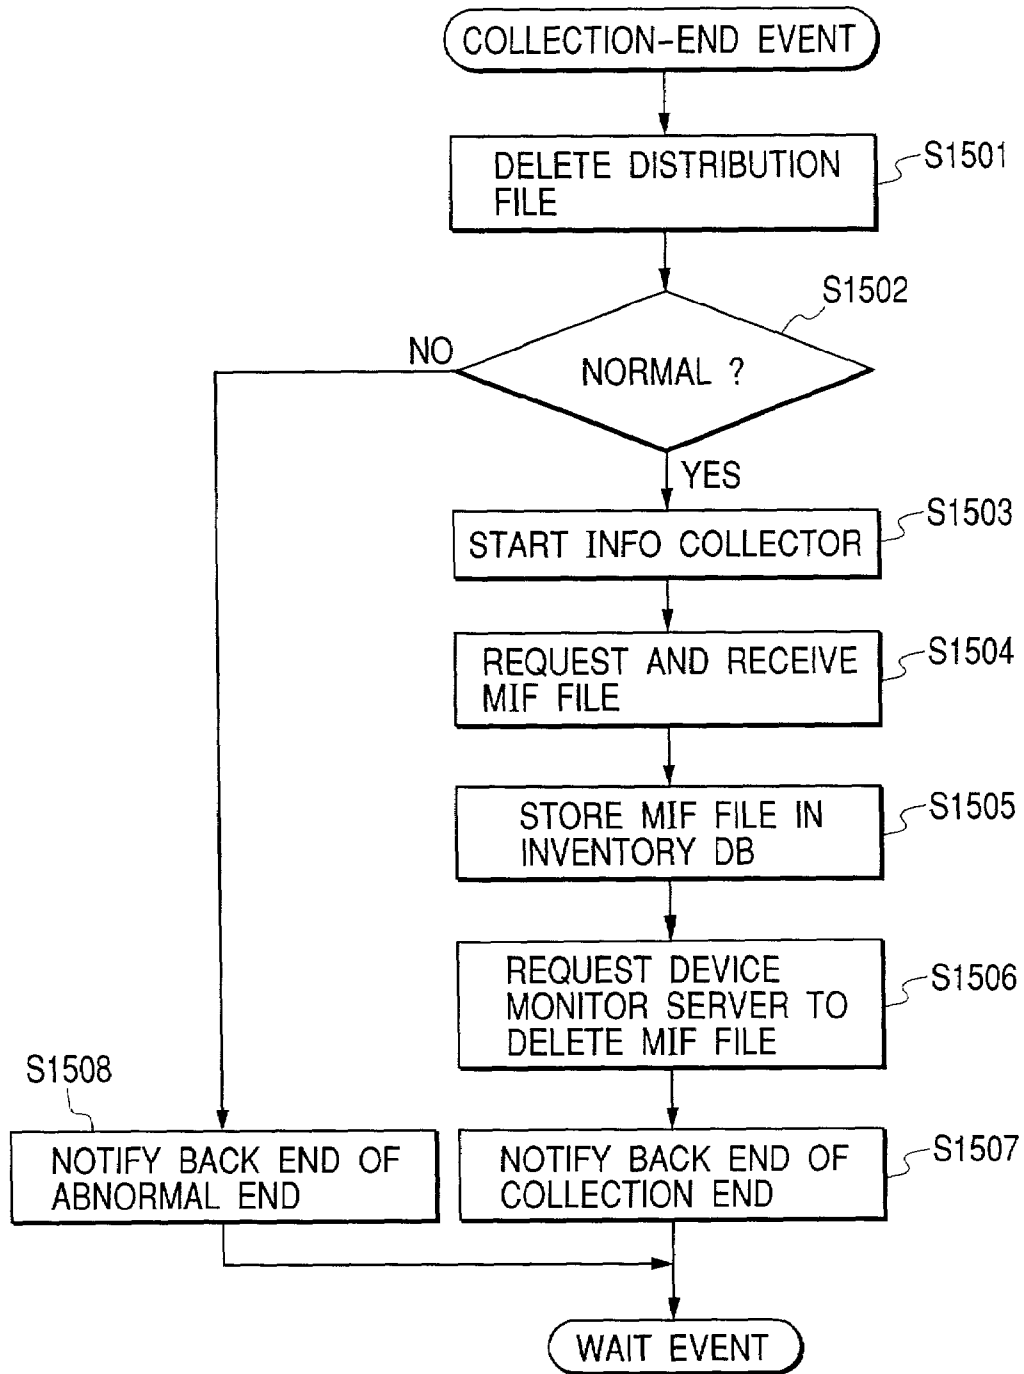 COLLECTION-END EVENT
DELETE DISTRIBUTION
FILE
S1501
S1502
NORMAL ?
NO
YES
START INFO COLLECTOR
S1503
REQUEST AND RECEIVE
MIF FILE
S1504
STORE MIF FILE IN
INVENTORY DB
S1505
REQUEST DEVICE
MONITOR SERVER TO
DELETE MIF FILE
S1506
S1508
NOTIFY BACK END OF
ABNORMAL END
NOTIFY BACK END OF
COLLECTION END
S1507
WAIT EVENT